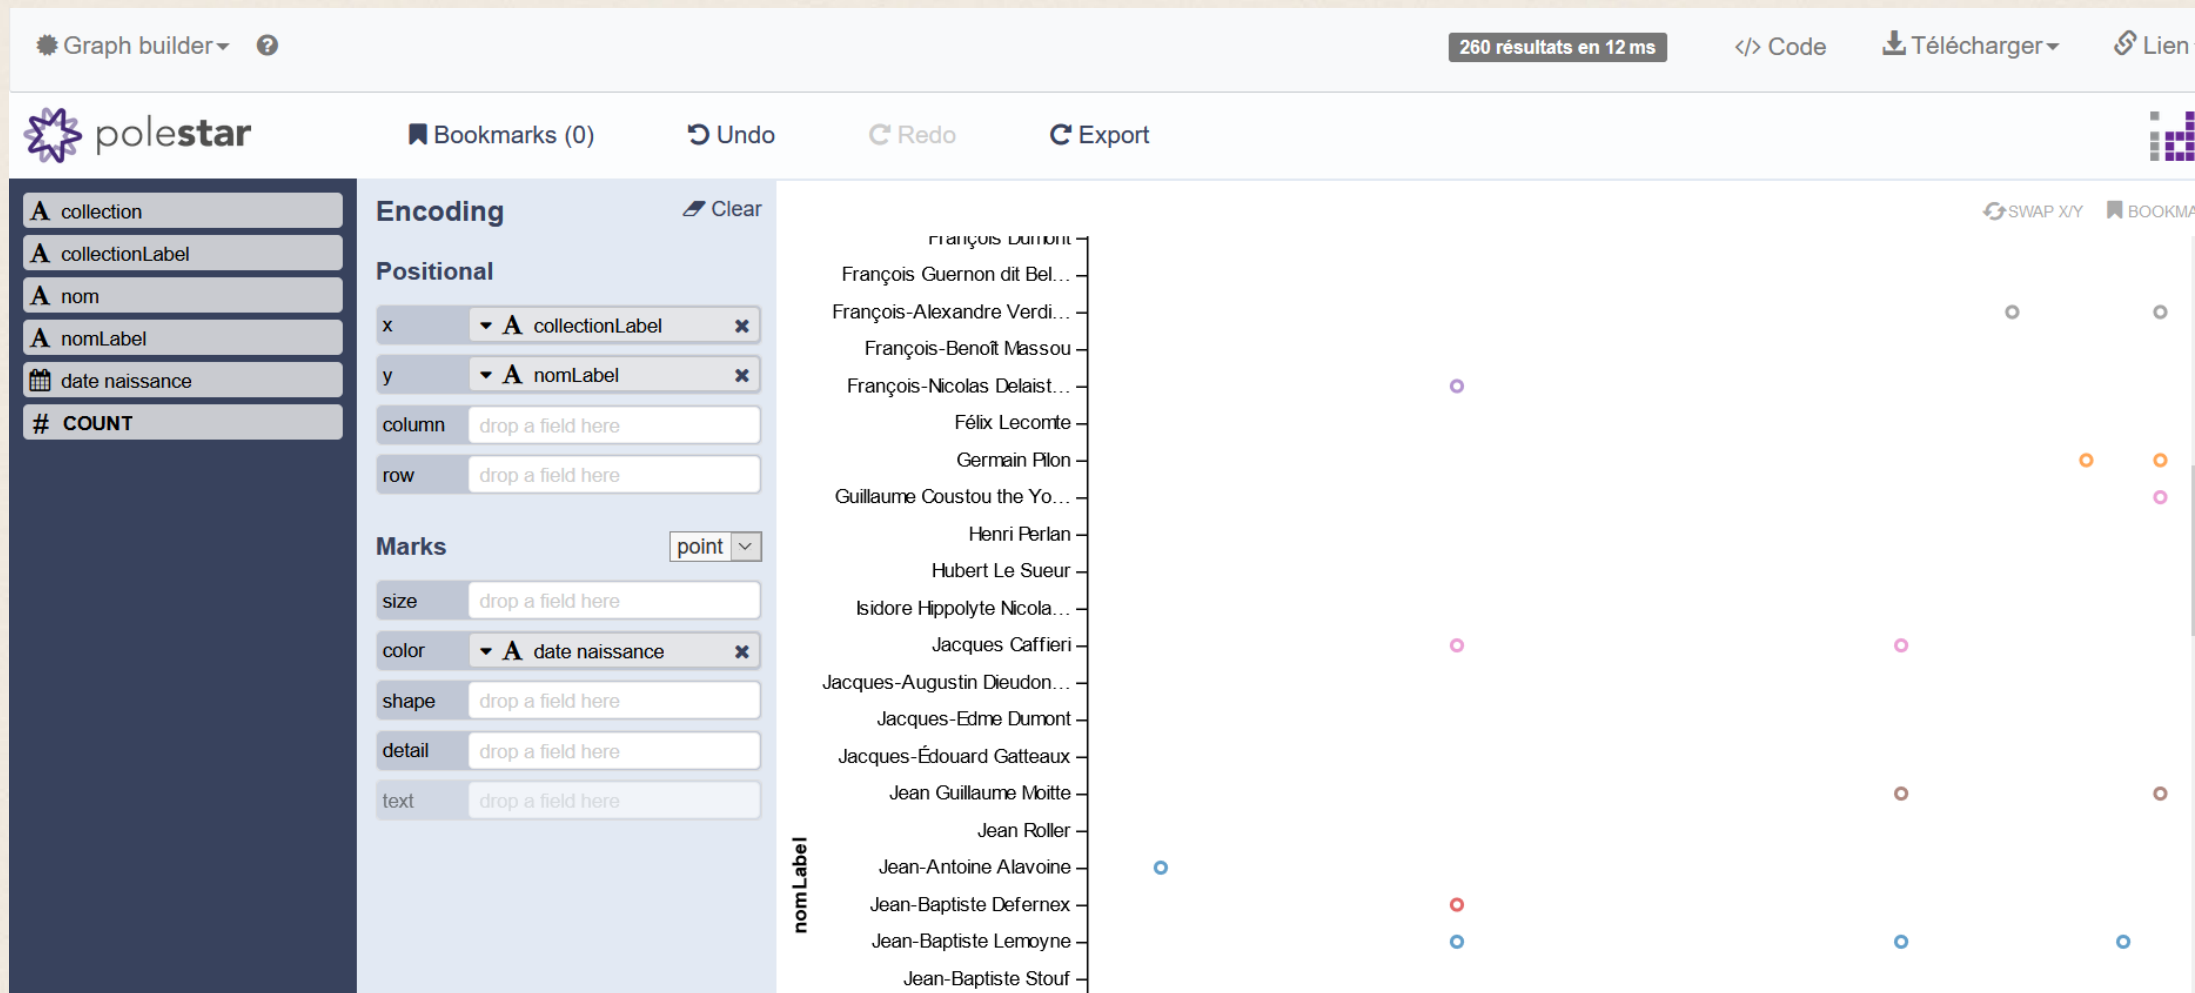 Graph builder
260 résultats en 12 ms
</> Code
Télécharger
Lien
polestar
Bookmarks (0)
Undo
Redo
Export
id
A collection
A collectionLabel
A nom
A nomLabel
date naissance
# COUNT
Encoding
Clear
Positional
x A collectionLabel
y A nomLabel
column drop a field here
row drop a field here
Marks
point
size drop a field here
color A date naissance
shape drop a field here
detail drop a field here
text drop a field here
SWAP X/Y
BOOKMA
François Dumont
François Guernon dit Bel...
François-Alexandre Verdi...
François-Benoît Massou
François-Nicolas Delaist...
Félix Lecomte
Germain Pilon
Guillaume Coustou the Yo...
Henri Perlan
Hubert Le Sueur
Isidore Hippolyte Nicola...
Jacques Caffieri
Jacques-Augustin Dieudon...
Jacques-Edme Dumont
Jacques-Édouard Gatteaux
Jean Guillaume Moitte
Jean Roller
Jean-Antoine Alavoine
Jean-Baptiste Defernex
Jean-Baptiste Lemoyne
Jean-Baptiste Stouf
nomLabel